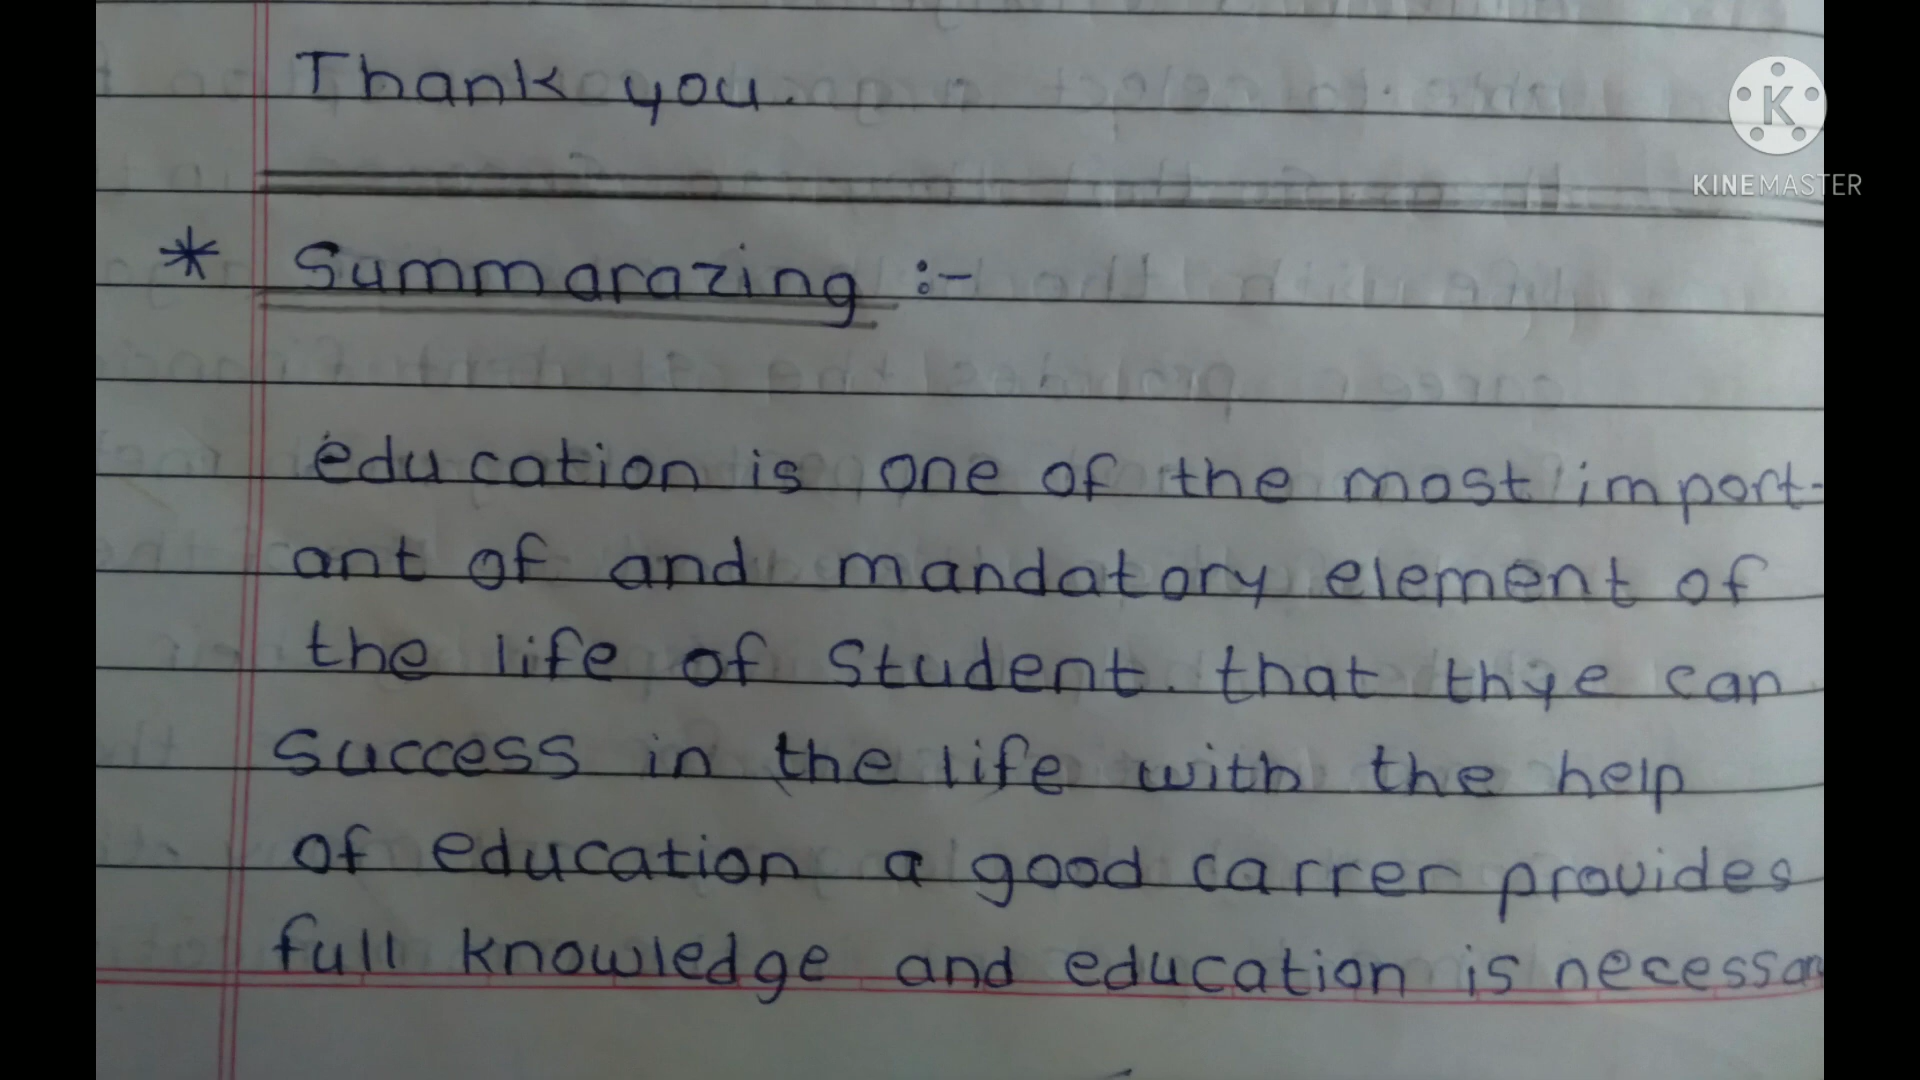 Thank you.
K
KINEMASTER
* Summarazing :-
education is one of the most import-
ant of and mandatory element of
the life of Student. that thye can
Success in the life with the help
of education a good carrer provides
full knowledge and education is necessar